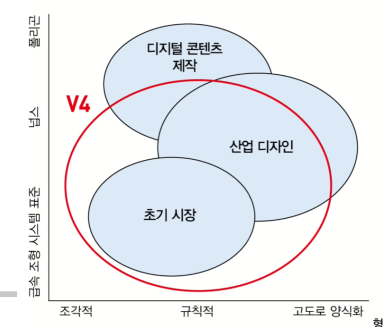 폴리곤
디지털 콘텐츠
제작
V4
넙스
산업 디자인
초기 시장
급속 조형 시스템 표준
조각적
규칙적
고도로 양식화
형